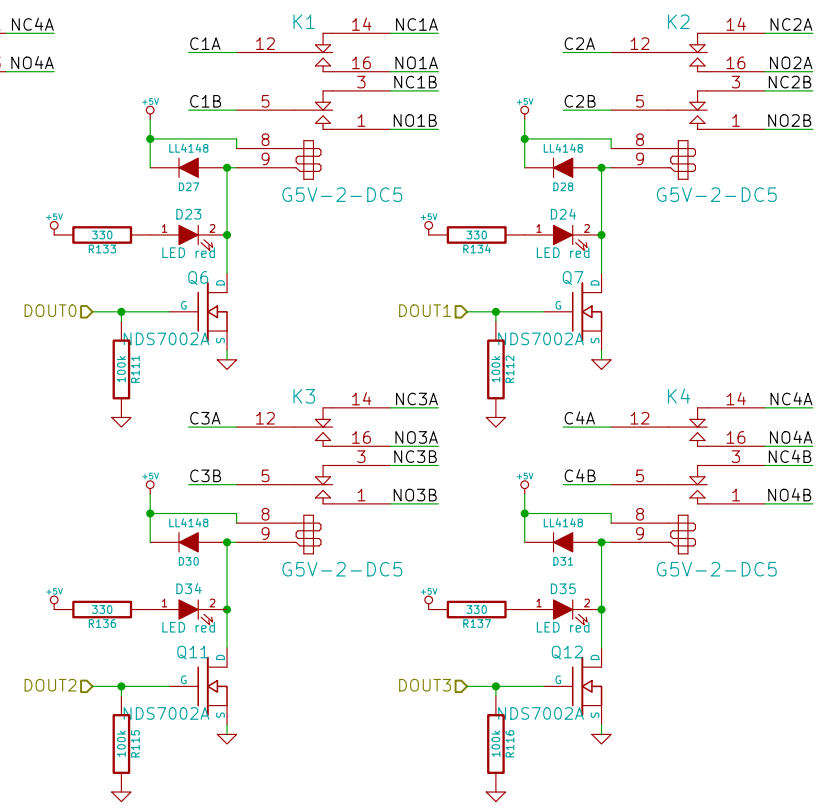 NC4A
NO4A
K1
14 NC1A
C1A 12
16 NO1A
3 NC1B
C1B 5
1 NO1B
+5V
8
LL4148
9
D27
G5V-2-DC5
D23
+5V
330
1
2
R133
LED red
Q6
D
G
DOUT0
S
NDS7002A
100k
R111
K2
14 NC2A
C2A 12
16 NO2A
3 NC2B
C2B 5
1 NO2B
+5V
8
LL4148
9
D28
G5V-2-DC5
D24
+5V
330
1
2
R134
LED red
Q7
D
G
DOUT1
S
NDS7002A
100k
R112
K3
14 NC3A
C3A 12
16 NO3A
3 NC3B
C3B 5
1 NO3B
+5V
8
LL4148
9
D30
G5V-2-DC5
D34
+5V
330
1
2
R136
LED red
Q11
D
G
DOUT2
S
NDS7002A
100k
R115
K4
14 NC4A
C4A 12
16 NO4A
3 NC4B
C4B 5
1 NO4B
+5V
8
LL4148
9
D31
G5V-2-DC5
D35
+5V
330
1
2
R137
LED red
Q12
D
G
DOUT3
S
NDS7002A
100k
R116